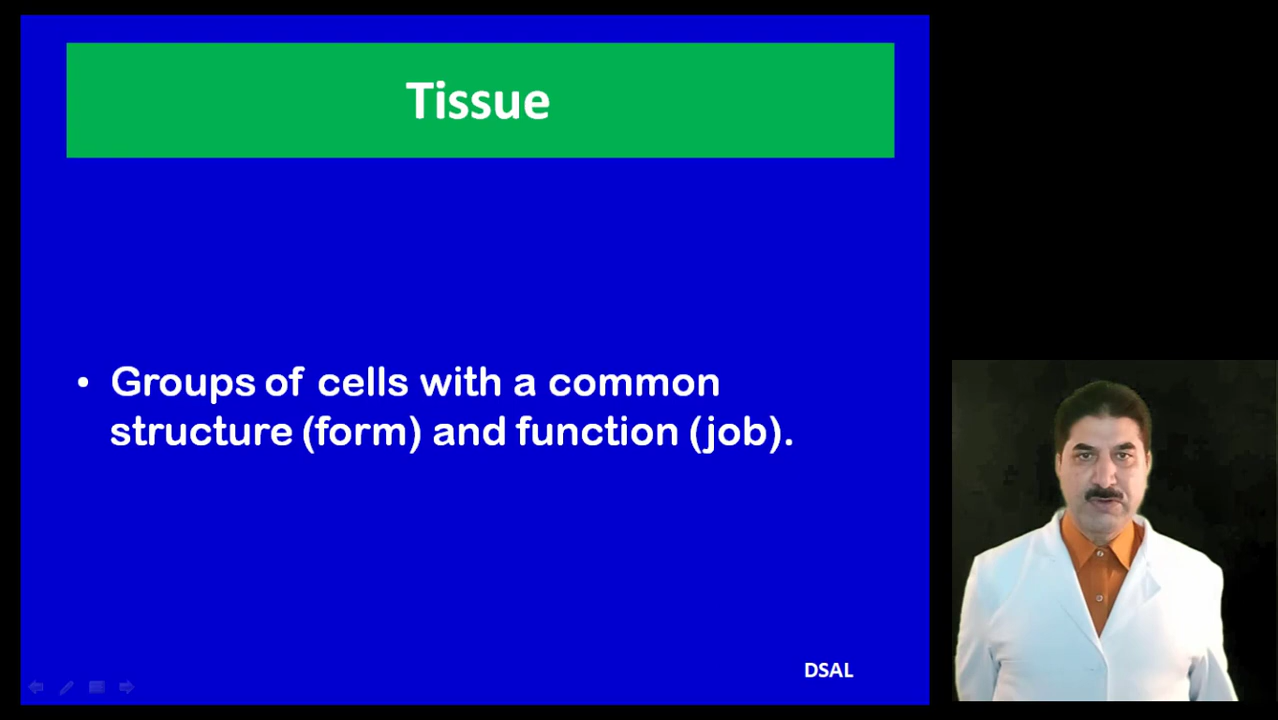 Tissue
• Groups of cells with a common
structure (form) and function (job).
DSAL